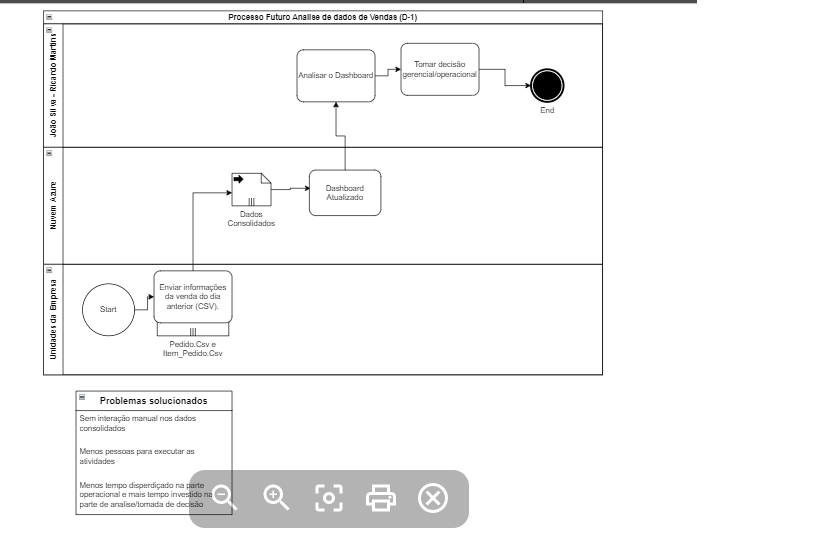 Processo Futuro Analise de dados de Vendas (D-1)
João Silva - Ricardo Martins
Analisar o Dashboard
Tomar decisão
gerencial/operacional
End
Nuvem Azure
Dados
Consolidados
Dashboard
Atualizado
Unidades da Empresa
Start
Enviar informações
da venda do dia
anterior (CSV).
Pedido.Csv e
Item_Pedido.Csv
Problemas solucionados
Sem interação manual nos dados
consolidados
Menos pessoas para executar as
atividades
Menos tempo disperdiçado na parte
operacional e mais tempo investido na
parte de analise/tomada de decisão